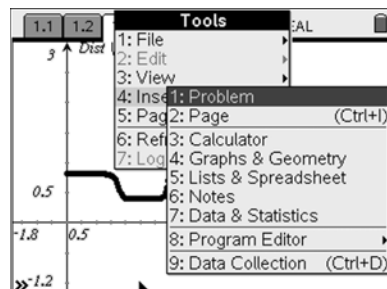 1.1 1.2 Tools EAL
3 Dist
1: File
2: Edit
3: View
4: Inse 1: Problem
5: Pag 2: Page (Ctrl+I)
6: Refr 3: Calculator
7: Log 4: Graphs & Geometry
5: Lists & Spreadsheet
0.5 6: Notes
7: Data & Statistics
-1.8 0.5 8: Program Editor
-1.2 9: Data Collection (Ctrl+D)